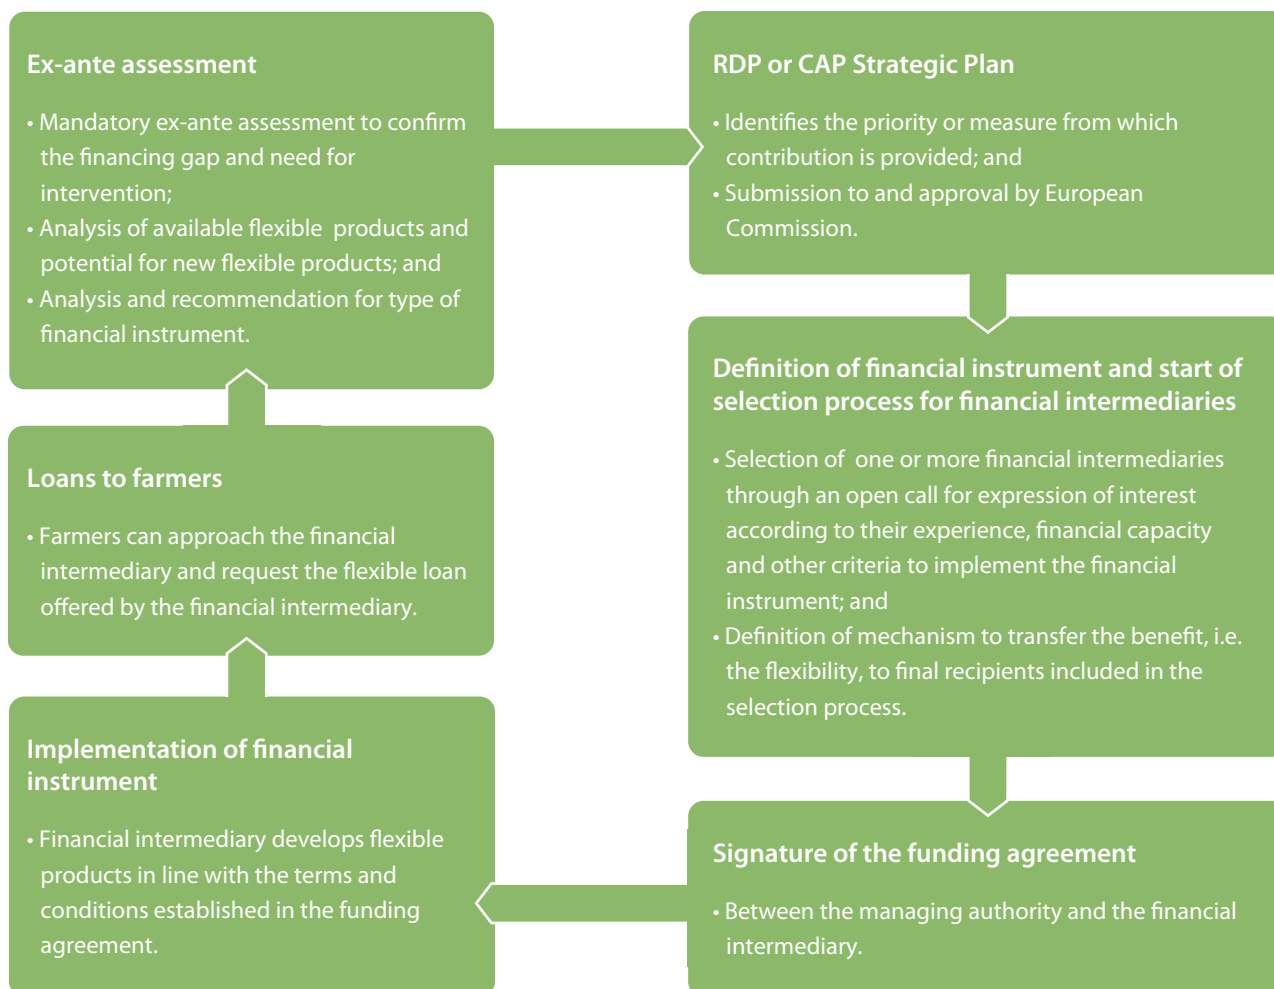 Ex-ante assessment
• Mandatory ex-ante assessment to confirm
the financing gap and need for
intervention;
• Analysis of available flexible products and
potential for new flexible products; and
• Analysis and recommendation for type of
financial instrument.
RDP or CAP Strategic Plan
• Identifies the priority or measure from which
contribution is provided; and
• Submission to and approval by European
Commission.
Definition of financial instrument and start of
selection process for financial intermediaries
• Selection of one or more financial intermediaries
through an open call for expression of interest
according to their experience, financial capacity
and other criteria to implement the financial
instrument; and
• Definition of mechanism to transfer the benefit, i.e.
the flexibility, to final recipients included in the
selection process.
Signature of the funding agreement
• Between the managing authority and the financial
intermediary.
Implementation of financial
instrument
• Financial intermediary develops flexible
products in line with the terms and
conditions established in the funding
agreement.
Loans to farmers
• Farmers can approach the financial
intermediary and request the flexible loan
offered by the financial intermediary.